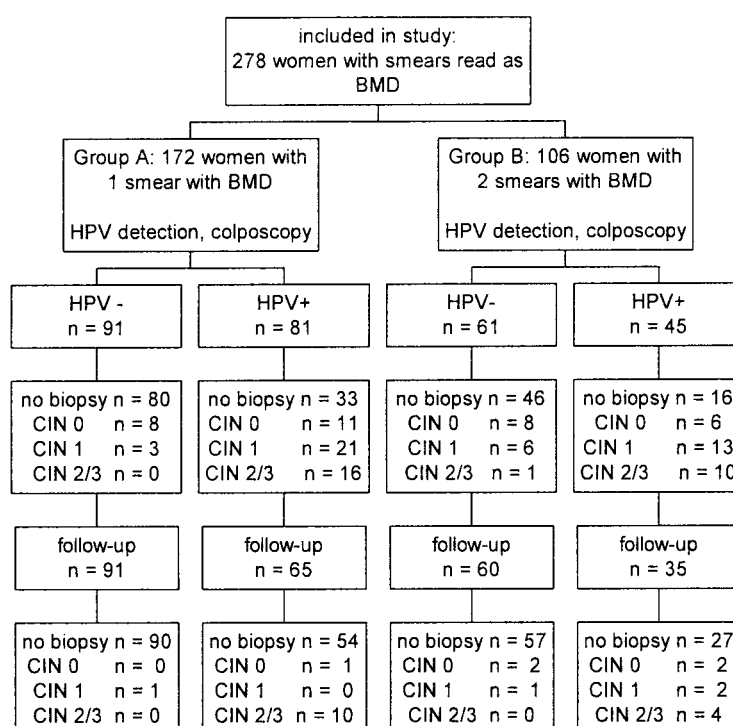 included in study:
278 women with smears read as
BMD
Group A: 172 women with
1 smear with BMD
HPV detection, colposcopy
Group B: 106 women with
2 smears with BMD
HPV detection, colposcopy
HPV -
n = 91
HPV+
n = 81
HPV-
n = 61
HPV+
n = 45
no biopsy n = 80
CIN 0 n = 8
CIN 1 n = 3
CIN 2/3 n = 0
no biopsy n = 33
CIN 0 n = 11
CIN 1 n = 21
CIN 2/3 n = 16
no biopsy n = 46
CIN 0 n = 8
CIN 1 n = 6
CIN 2/3 n = 1
no biopsy n = 16
CIN 0 n = 6
CIN 1 n = 13
CIN 2/3 n = 10
follow-up
n = 91
follow-up
n = 65
follow-up
n = 60
follow-up
n = 35
no biopsy n = 90
CIN 0 n = 0
CIN 1 n = 1
CIN 2/3 n = 0
no biopsy n = 54
CIN 0 n = 1
CIN 1 n = 0
CIN 2/3 n = 10
no biopsy n = 57
CIN 0 n = 2
CIN 1 n = 1
CIN 2/3 n = 0
no biopsy n = 27
CIN 0 n = 2
CIN 1 n = 2
CIN 2/3 n = 4